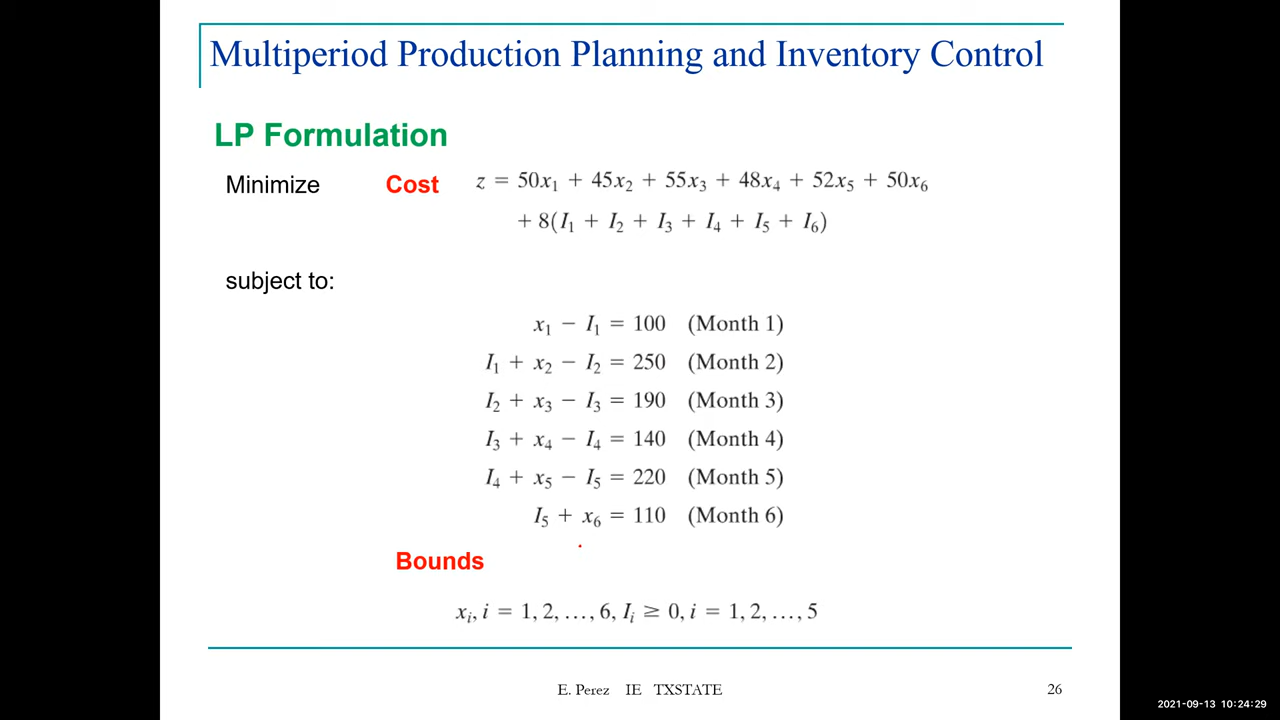 Multiperiod Production Planning and Inventory Control
LP Formulation
Minimize Cost z = 50x₁ + 45x₂ + 55x₃ + 48x₄ + 52x₅ + 50x₆
+ 8(I₁ + I₂ + I₃ + I₄ + I₅ + I₆)
subject to:
x₁ − I₁ = 100 (Month 1)
I₁ + x₂ − I₂ = 250 (Month 2)
I₂ + x₃ − I₃ = 190 (Month 3)
I₃ + x₄ − I₄ = 140 (Month 4)
I₄ + x₅ − I₅ = 220 (Month 5)
I₅ + x₆ = 110 (Month 6)
Bounds
xᵢ, i = 1, 2, …, 6, Iᵢ ≥ 0, i = 1, 2, …, 5
E. Perez IE TXSTATE 26
2021-09-13 10:24:29